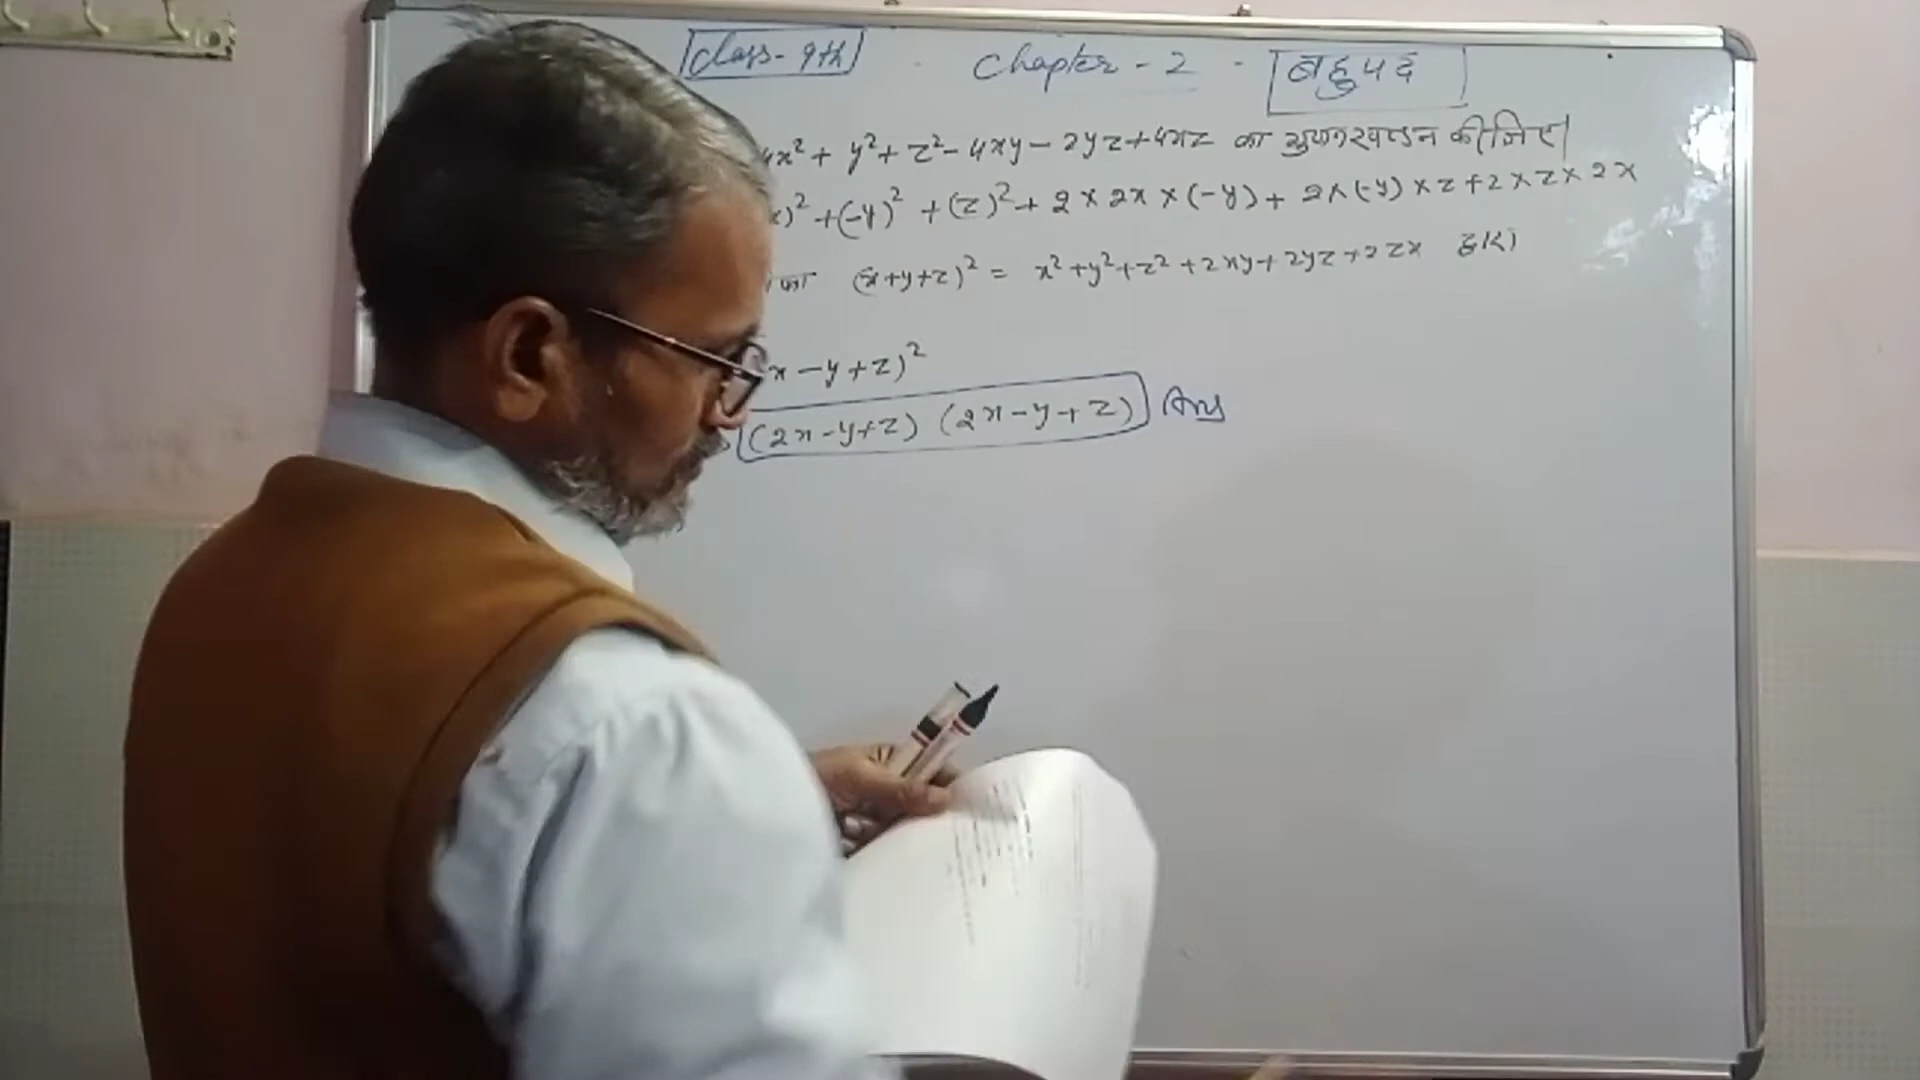 Class-9th Chapter-2 बहुपद
4x²+y²+z²-4xy-2yz+4xz का गुणनखण्डन कीजिए।
)²+(-y)²+(z)²+2×2x×(-y)+2×(-y)×z+2×z×2x
(x+y+z)²= x²+y²+z²+2xy+2yz+2zx द्वारा
x-y+z)²
(2x-y+z) (2x-y+z) Ans